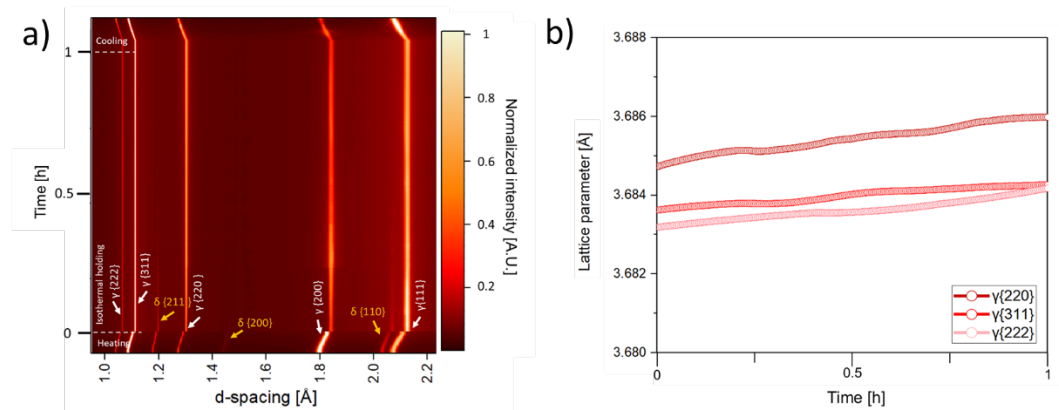 a)
Cooling
Isothermal holding
Heating
Time [h]
1
0.5
0
γ {222}
γ {311}
δ {211}
γ {220 }
δ {200}
γ {200}
δ {110}
γ{111}
1.0
1.2
1.4
1.6
1.8
2.0
2.2
d-spacing [Å]
1
0.8
0.6
0.4
0.2
Normalized intensity [A.U.]
b)
3.688
3.686
3.684
3.682
3.680
Lattice parameter [Å]
0
0.5
1
Time [h]
γ{220}
γ{311}
γ{222}